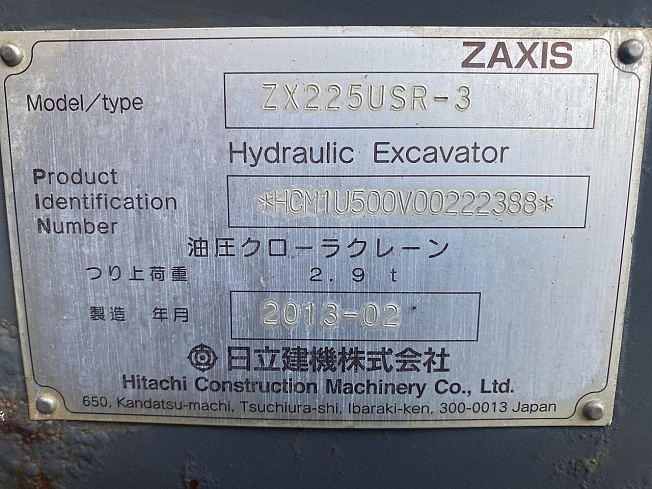 ZAXIS
Model/type ZX225USR-3
Hydraulic Excavator
Product
Identification *HCM1U500V00222388*
Number
油圧クローラクレーン
つり上荷重 2.9 t
製造 年月 2013-02
日立建機株式会社
Hitachi Construction Machinery Co., Ltd.
650, Kandatsu-machi, Tsuchiura-shi, Ibaraki-ken, 300-0013 Japan